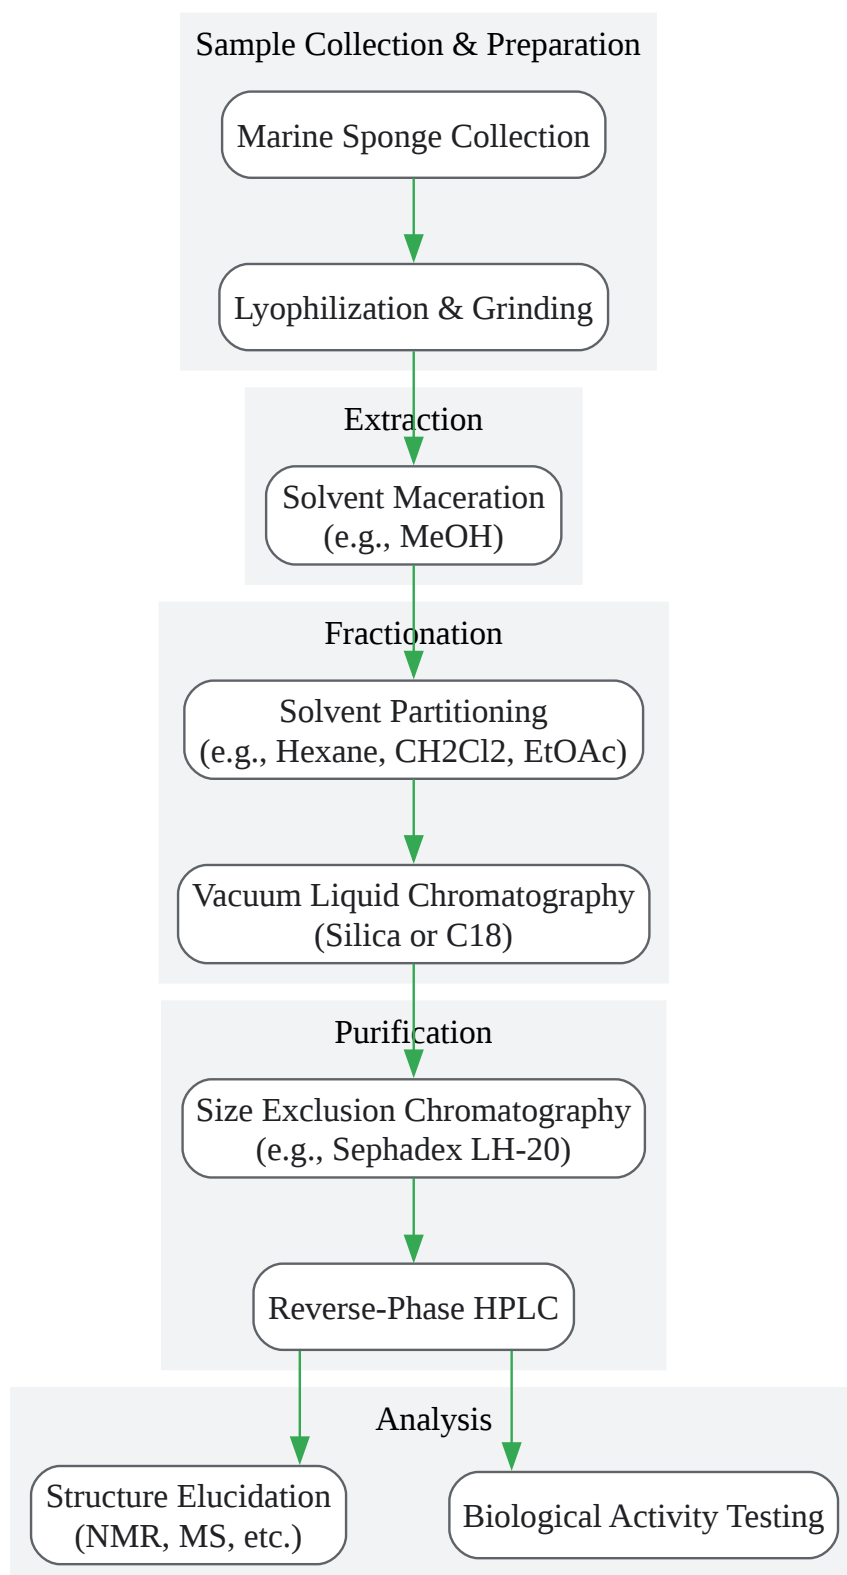 Sample Collection & Preparation
Marine Sponge Collection
Lyophilization & Grinding
Extraction
Solvent Maceration
(e.g., MeOH)
Fractionation
Solvent Partitioning
(e.g., Hexane, CH2Cl2, EtOAc)
Vacuum Liquid Chromatography
(Silica or C18)
Purification
Size Exclusion Chromatography
(e.g., Sephadex LH-20)
Reverse-Phase HPLC
Analysis
Structure Elucidation
(NMR, MS, etc.)
Biological Activity Testing